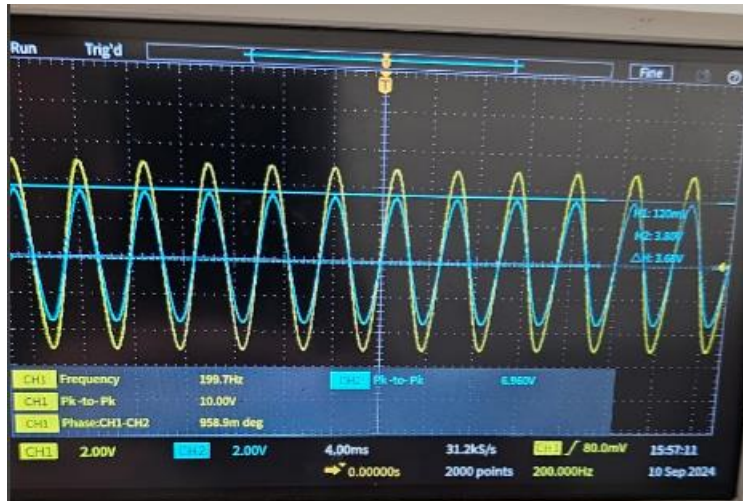 Run Trig'd Fine
T
H1: 120mV
H2: 3.80V
△H: 3.68V
CH1 Frequency 199.7Hz CH2 Pk-to-Pk 6.960V
CH1 Pk-to-Pk 10.00V
CH1 Phase:CH1-CH2 958.9m deg
CH1 2.00V CH2 2.00V 4.00ms 31.2kS/s CH1 80.0mV 15:57:11
0.00000s 2000 points 200.000Hz 10 Sep 2024